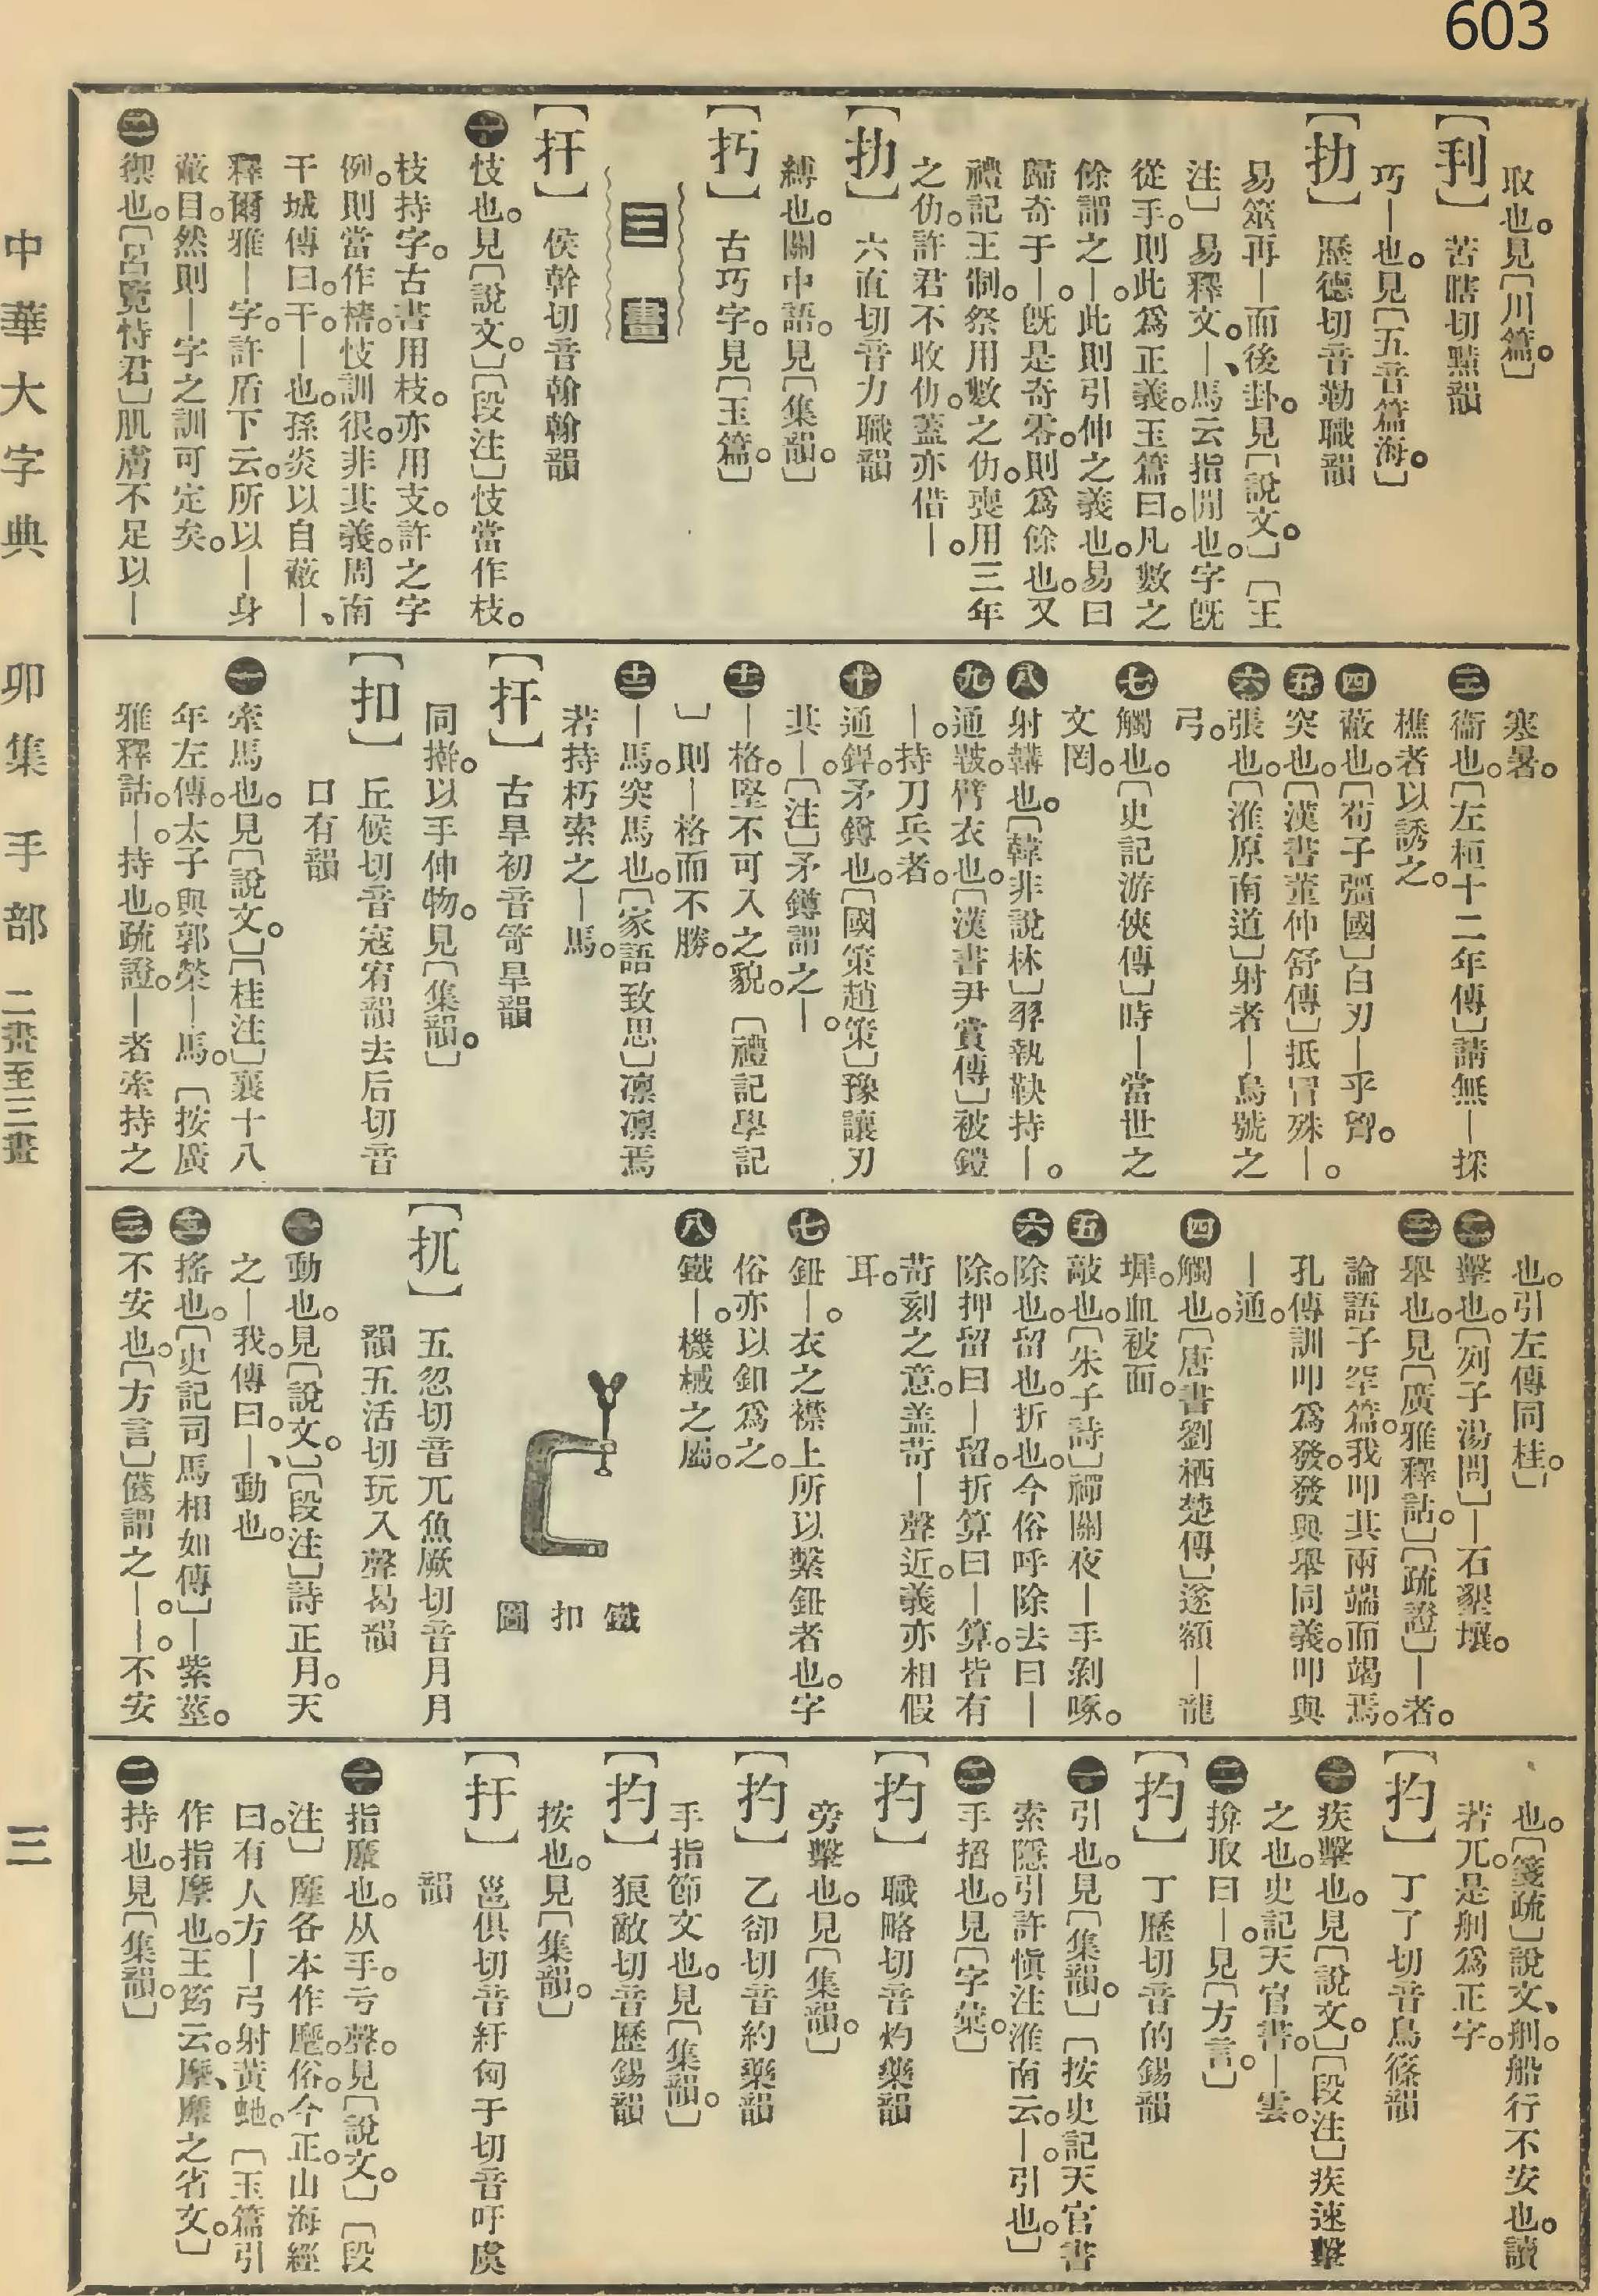 603
取也。見〔川篇。〕
【㧄】苦瞎切黠韻
巧｜也。見〔五音篇海。〕
【扐】歷德切音勒職韻
易筮再｜而後卦。見〔說文。〕〔王
注〕易釋文。｜、馬云指閒也。字旣
從手。則此爲正義。玉篇曰。凡數之
餘謂之｜。此則引伸之義也。易曰
歸奇于｜。旣是奇零。則爲餘也。又
禮記王制。祭用數之仂。喪用三年
之仂。許君不收仂。蓋亦借｜。
【扐】六直切音力職韻
縛也。關中語。見〔集韻。〕
【㧅】古巧字。見〔玉篇。〕
三畫
【扞】侯幹切音翰翰韻
㊀忮也。見〔說文。〕〔段注〕忮當作枝。
枝持字。古書用枝。亦用支。許之字
例。則當作榰。忮訓很。非其義。周南
干城傳曰。干。｜也。孫炎以自蔽｜、
釋爾雅｜字。許盾下云。所以｜身
蔽目。然則｜字之訓可定矣。
㊁禦也。〔呂覽恃君〕肌膚不足以｜
寒暑。
㊂衞也。〔左桓十二年傳〕請無｜採
樵者以誘之。
㊃蔽也。〔荀子彊國〕白刃｜乎胷。
㊄突也。〔漢書董仲舒傳〕抵冒殊｜。
㊅張也。〔淮原南道〕射者｜烏號之
弓。
㊆觸也。〔史記游俠傳〕時｜當世之
文罔。
㊇射韝也。〔韓非說林〕羿執鞅持｜。
㊈通䩨。臂衣也。〔漢書尹賞傳〕被鎧
｜。持刀兵者。
㊉通銲。矛鐏也。〔國策趙策〕豫讓刃
其｜。〔注〕矛鐏謂之｜。
⑪｜格。堅不可入之貌。〔禮記學記
〕則｜格而不勝。
⑫｜馬。突馬也。〔家語致思〕凛凛焉
若持朽索之｜馬。
【扞】古旱初音笴旱韻
同擀。以手伸物。見〔集韻。〕
【扣】丘候切音寇宥韻去后切音
口有韻
㊀牽馬也。見〔說文。〕〔桂注〕襄十八
年左傳。太子與郭榮｜馬。〔按廣
雅釋詁。｜。持也。疏證。｜者牽持之
也。引左傳同桂。〕
㊁擊也。〔列子湯問〕｜石墾壤。
㊂舉也。見〔廣雅釋詁。〕〔疏證〕｜者。
論語子罕篇。我叩其兩端而竭焉。
孔傳訓叩爲發。發與舉同義。叩與
｜通。
㊃觸也。〔唐書劉栖楚傳〕遂額｜龍
墀。血被面。
㊄敲也。〔朱子詩〕禪關夜｜手剝啄。
㊅除也。留也。折也。今俗呼除去曰｜
除。押留曰｜留。折算曰｜算。皆有
苛刻之意。蓋苛｜聲近。義亦相假
耳。
㊆鈕｜。衣之襟上所以繫鈕者也。字
俗亦以釦爲之。
㊇鐵｜。機械之屬。
鐵扣圖
【扤】五忽切音兀魚厥切音月月
韻五活切玩入聲曷韻
㊀動也。見〔說文。〕〔段注〕詩正月。天
之｜我。傳曰。｜、動也。
㊁搖也。〔史記司馬相如傳〕｜紫莖。
㊂不安也。〔方言〕僞謂之｜。｜。不安
也。〔箋疏〕說文、舠。船行不安也。讀
若兀。是舠爲正字。
【扚】丁了切音鳥篠韻
㊀疾擊也。見〔說文。〕〔段注〕疾速擊
之也。史記天官書。｜雲。
㊁揜取曰｜。見〔方言。〕
【扚】丁歷切音的錫韻
㊀引也。見〔集韻。〕〔按史記天官書
索隱引許愼注淮南云。｜。引也。〕
㊁手掐也。見〔字彙。〕
【扚】職略切音灼藥韻
旁擊也。見〔集韻。〕
【扚】乙卻切音約藥韻
手指節文也。見〔集韻。〕
【扚】狼敵切音歷錫韻
按也。見〔集韻。〕
【扜】邕俱切音紆匈于切音吁虞
韻
㊀指麾也。从手。亏聲。見〔說文。〕〔段
注〕麾各本作麾。俗。今正。山海經
曰。有人方｜弓射黃虵。〔玉篇引
作指摩也。王筠云。摩、麾之省文。〕
㊁持也。見〔集韻。〕
中華大字典　卯集　手部　二畫至三畫　三